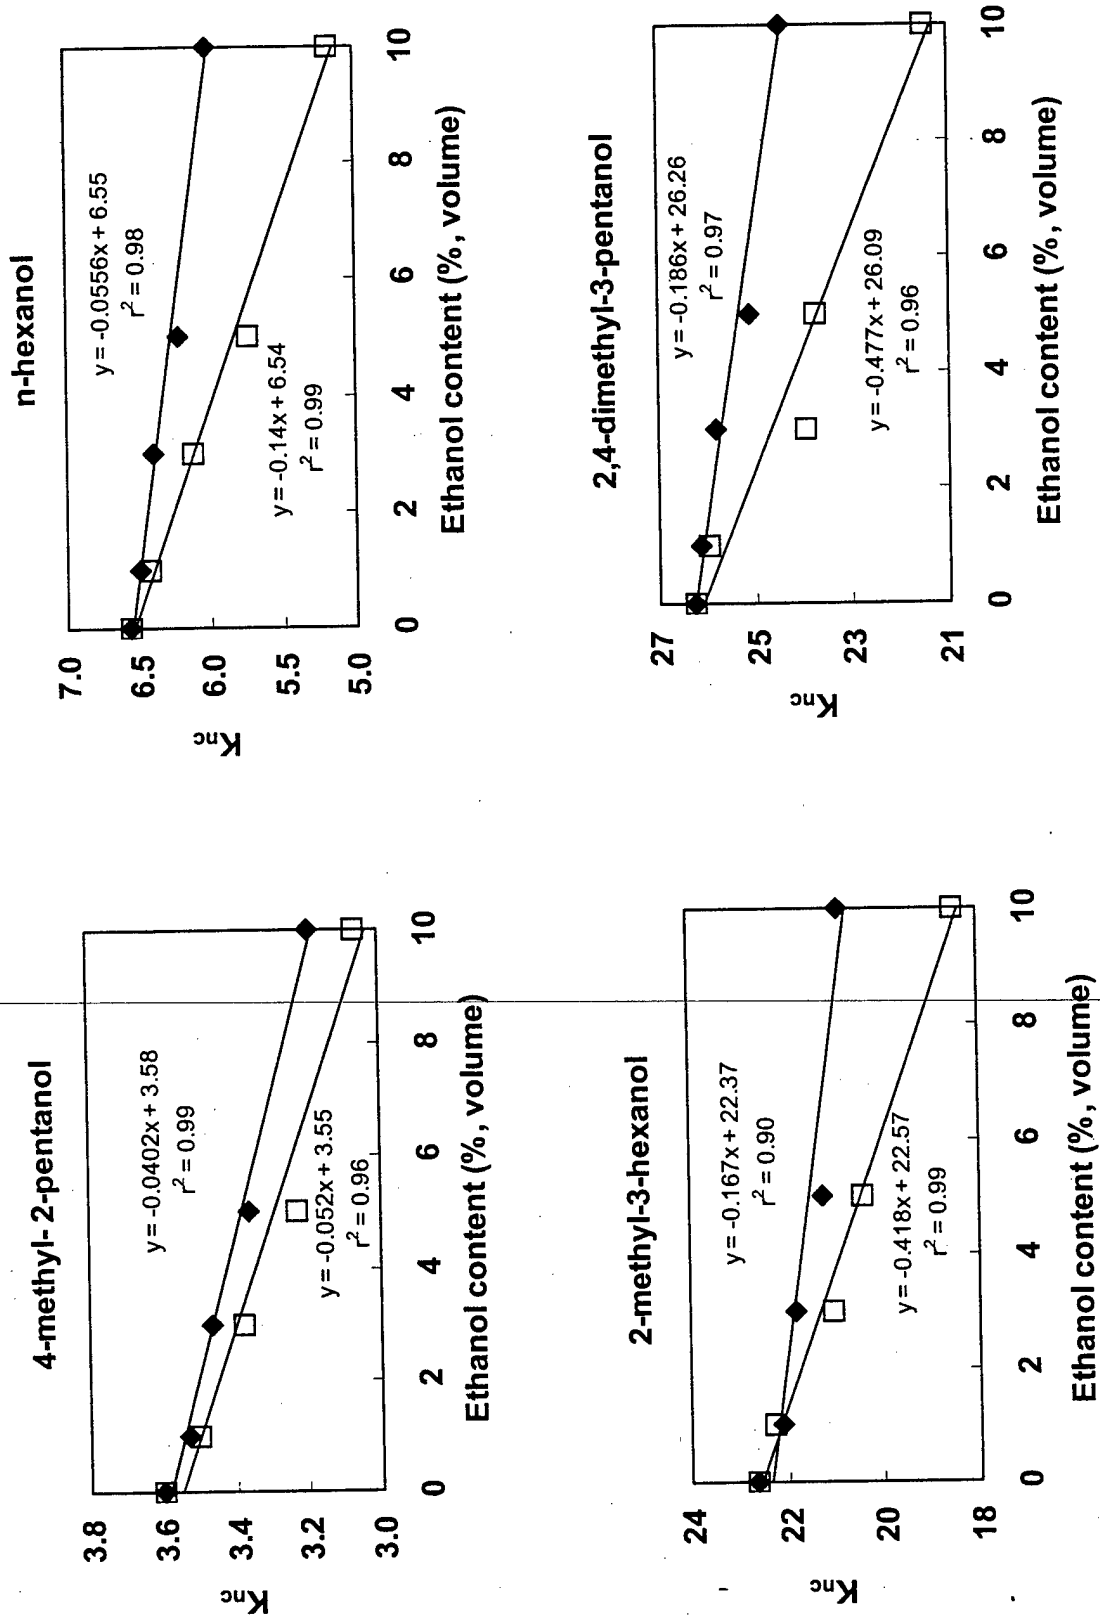 4-methyl- 2-pentanol
3.8
3.6
3.4
3.2
3.0
Knc
y = -0.0402x + 3.58
r² = 0.99
y = -0.052x + 3.55
r² = 0.96
0
2
4
6
8
10
Ethanol content (%, volume)
n-hexanol
7.0
6.5
6.0
5.5
5.0
Knc
y = -0.0556x + 6.55
r² = 0.98
y = -0.14x + 6.54
r² = 0.99
0
2
4
6
8
10
Ethanol content (%, volume)
2-methyl-3-hexanol
24
22
20
18
Knc
y = -0.167x + 22.37
r² = 0.90
y = -0.418x + 22.57
r² = 0.99
0
2
4
6
8
10
Ethanol content (%, volume)
2,4-dimethyl-3-pentanol
27
25
23
21
Knc
y = -0.186x + 26.26
r² = 0.97
y = -0.477x + 26.09
r² = 0.96
0
2
4
6
8
10
Ethanol content (%, volume)